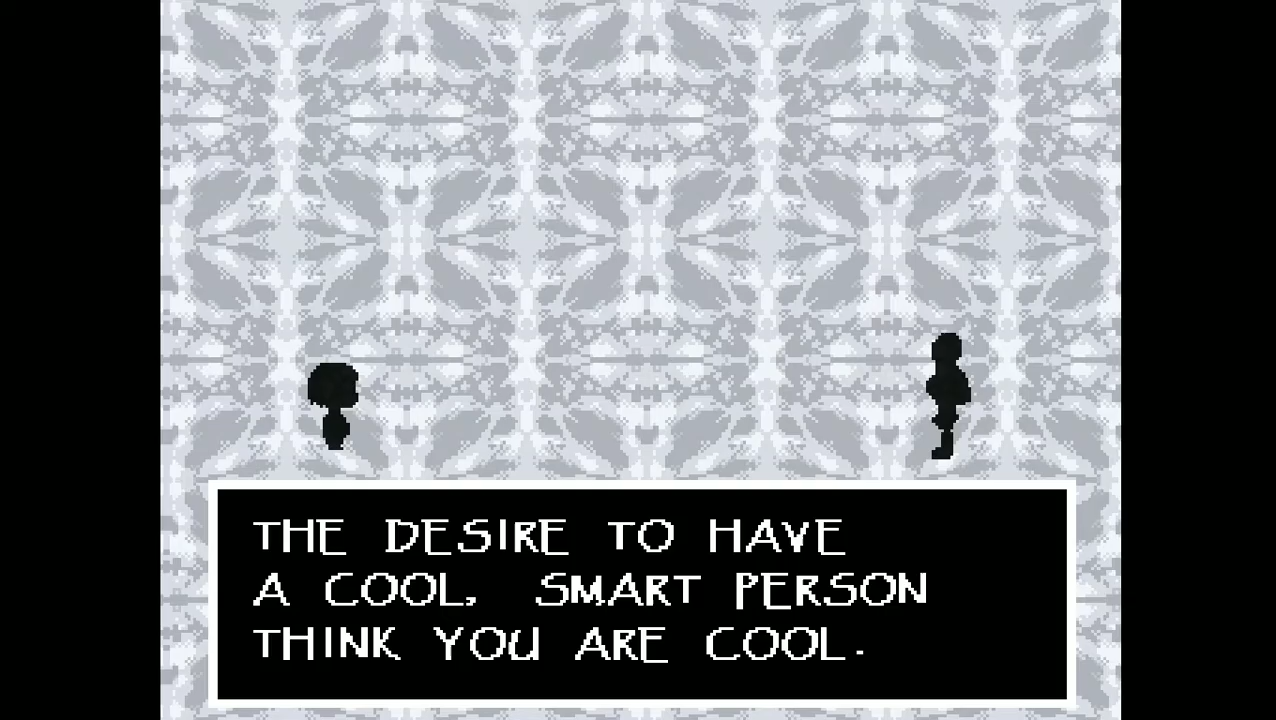 THE DESIRE TO HAVE
A COOL, SMART PERSON
THINK YOU ARE COOL.